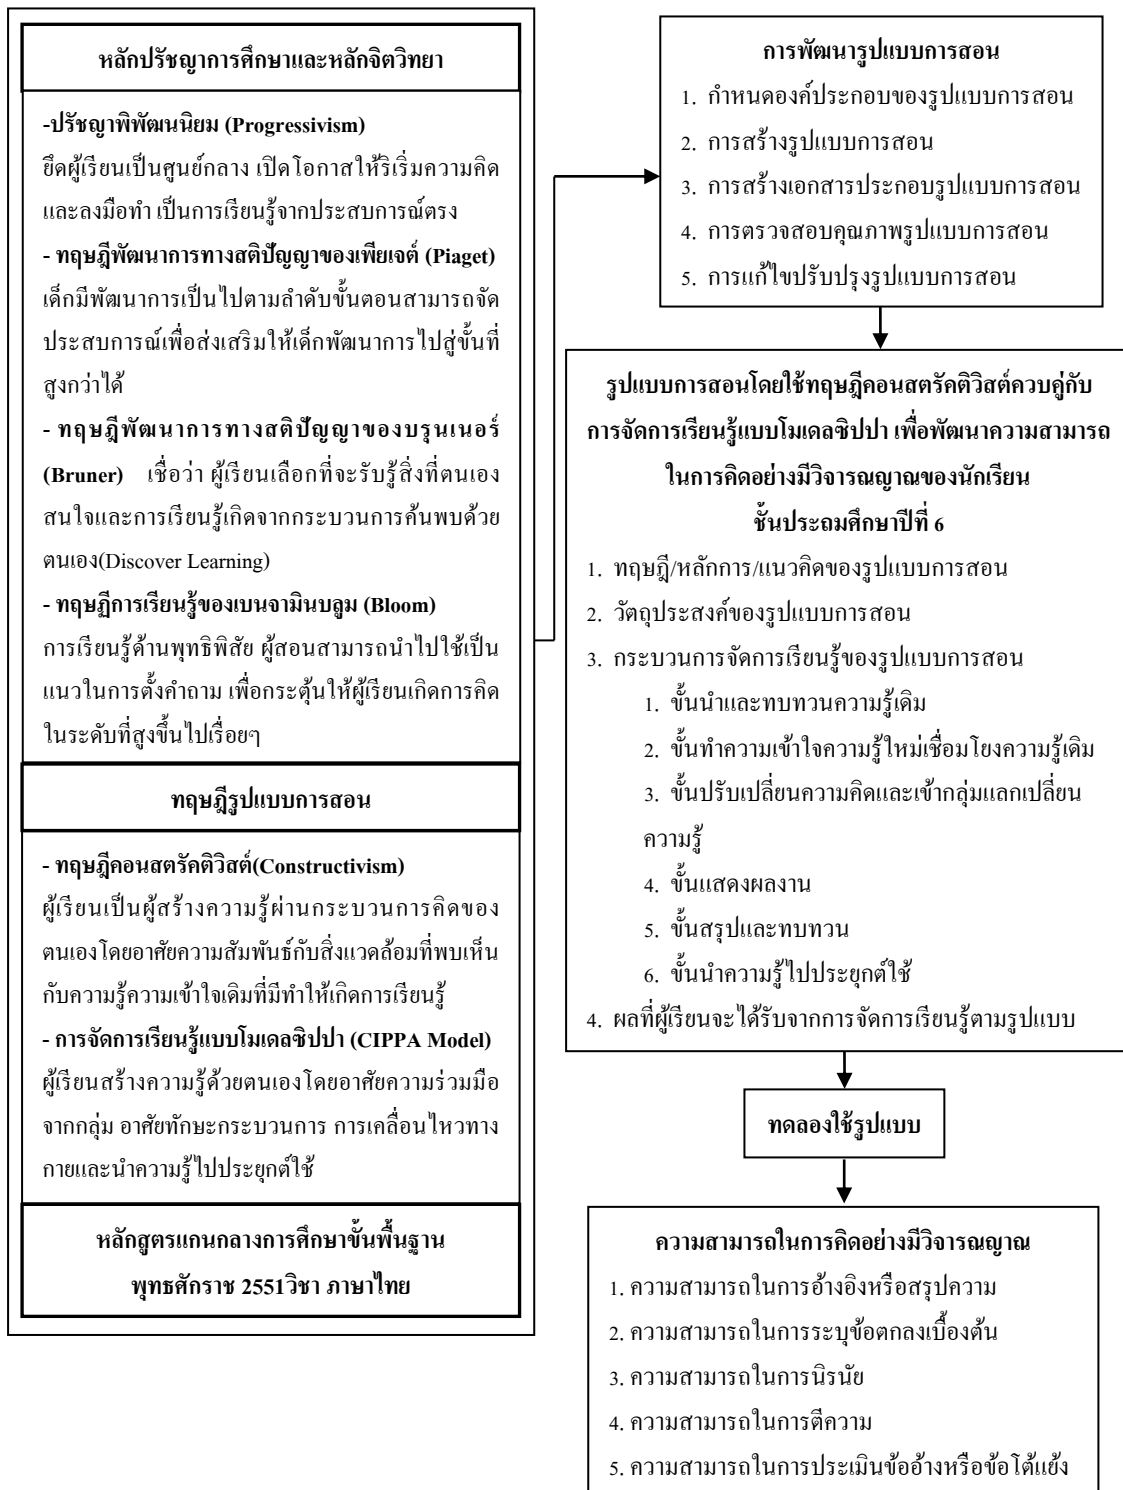 หลักปรัชญาการศึกษาและหลักจิตวิทยา
-ปรัชญาพิพัฒนนิยม (Progressivism)
ยึดผู้เรียนเป็นศูนย์กลาง เปิดโอกาสให้ริเริ่มความคิด
และลงมือทำ เป็นการเรียนรู้จากประสบการณ์ตรง
- ทฤษฎีพัฒนาการทางสติปัญญาของเพียเจต์ (Piaget)
เด็กมีพัฒนาการเป็นไปตามลำดับขั้นตอนสามารถจัด
ประสบการณ์เพื่อส่งเสริมให้เด็กพัฒนาการไปสู่ขั้นที่
สูงกว่าได้
- ทฤษฎีพัฒนาการทางสติปัญญาของบรุนเนอร์
(Bruner) เชื่อว่า ผู้เรียนเลือกที่จะรับรู้สิ่งที่ตนเอง
สนใจและการเรียนรู้เกิดจากกระบวนการค้นพบด้วย
ตนเอง(Discover Learning)
- ทฤษฏีการเรียนรู้ของเบนจามินบลูม (Bloom)
การเรียนรู้ด้านพุทธิพิสัย ผู้สอนสามารถนำไปใช้เป็น
แนวในการตั้งคำถาม เพื่อกระตุ้นให้ผู้เรียนเกิดการคิด
ในระดับที่สูงขึ้นไปเรื่อยๆ
ทฤษฎีรูปแบบการสอน
- ทฤษฎีคอนสตรัคติวิสต์(Constructivism)
ผู้เรียนเป็นผู้สร้างความรู้ผ่านกระบวนการคิดของ
ตนเองโดยอาศัยความสัมพันธ์กับสิ่งแวดล้อมที่พบเห็น
กับความรู้ความเข้าใจเดิมที่มีทำให้เกิดการเรียนรู้
- การจัดการเรียนรู้แบบโมเดลซิปปา (CIPPA Model)
ผู้เรียนสร้างความรู้ด้วยตนเองโดยอาศัยความร่วมมือ
จากกลุ่ม อาศัยทักษะกระบวนการ การเคลื่อนไหวทาง
กายและนำความรู้ไปประยุกต์ใช้
หลักสูตรแกนกลางการศึกษาขั้นพื้นฐาน
พุทธศักราช 2551วิชา ภาษาไทย
การพัฒนารูปแบบการสอน
1. กำหนดองค์ประกอบของรูปแบบการสอน
2. การสร้างรูปแบบการสอน
3. การสร้างเอกสารประกอบรูปแบบการสอน
4. การตรวจสอบคุณภาพรูปแบบการสอน
5. การแก้ไขปรับปรุงรูปแบบการสอน
รูปแบบการสอนโดยใช้ทฤษฎีคอนสตรัคติวิสต์ควบคู่กับ
การจัดการเรียนรู้แบบโมเดลซิปปา เพื่อพัฒนาความสามารถ
ในการคิดอย่างมีวิจารณญาณของนักเรียน
ชั้นประถมศึกษาปีที่ 6
1. ทฤษฎี/หลักการ/แนวคิดของรูปแบบการสอน
2. วัตถุประสงค์ของรูปแบบการสอน
3. กระบวนการจัดการเรียนรู้ของรูปแบบการสอน
1. ขั้นนำและทบทวนความรู้เดิม
2. ขั้นทำความเข้าใจความรู้ใหม่เชื่อมโยงความรู้เดิม
3. ขั้นปรับเปลี่ยนความคิดและเข้ากลุ่มแลกเปลี่ยน
ความรู้
4. ขั้นแสดงผลงาน
5. ขั้นสรุปและทบทวน
6. ขั้นนำความรู้ไปประยุกต์ใช้
4. ผลที่ผู้เรียนจะได้รับจากการจัดการเรียนรู้ตามรูปแบบ
ทดลองใช้รูปแบบ
ความสามารถในการคิดอย่างมีวิจารณญาณ
1. ความสามารถในการอ้างอิงหรือสรุปความ
2. ความสามารถในการระบุข้อตกลงเบื้องต้น
3. ความสามารถในการนิรนัย
4. ความสามารถในการตีความ
5. ความสามารถในการประเมินข้ออ้างหรือข้อโต้แย้ง